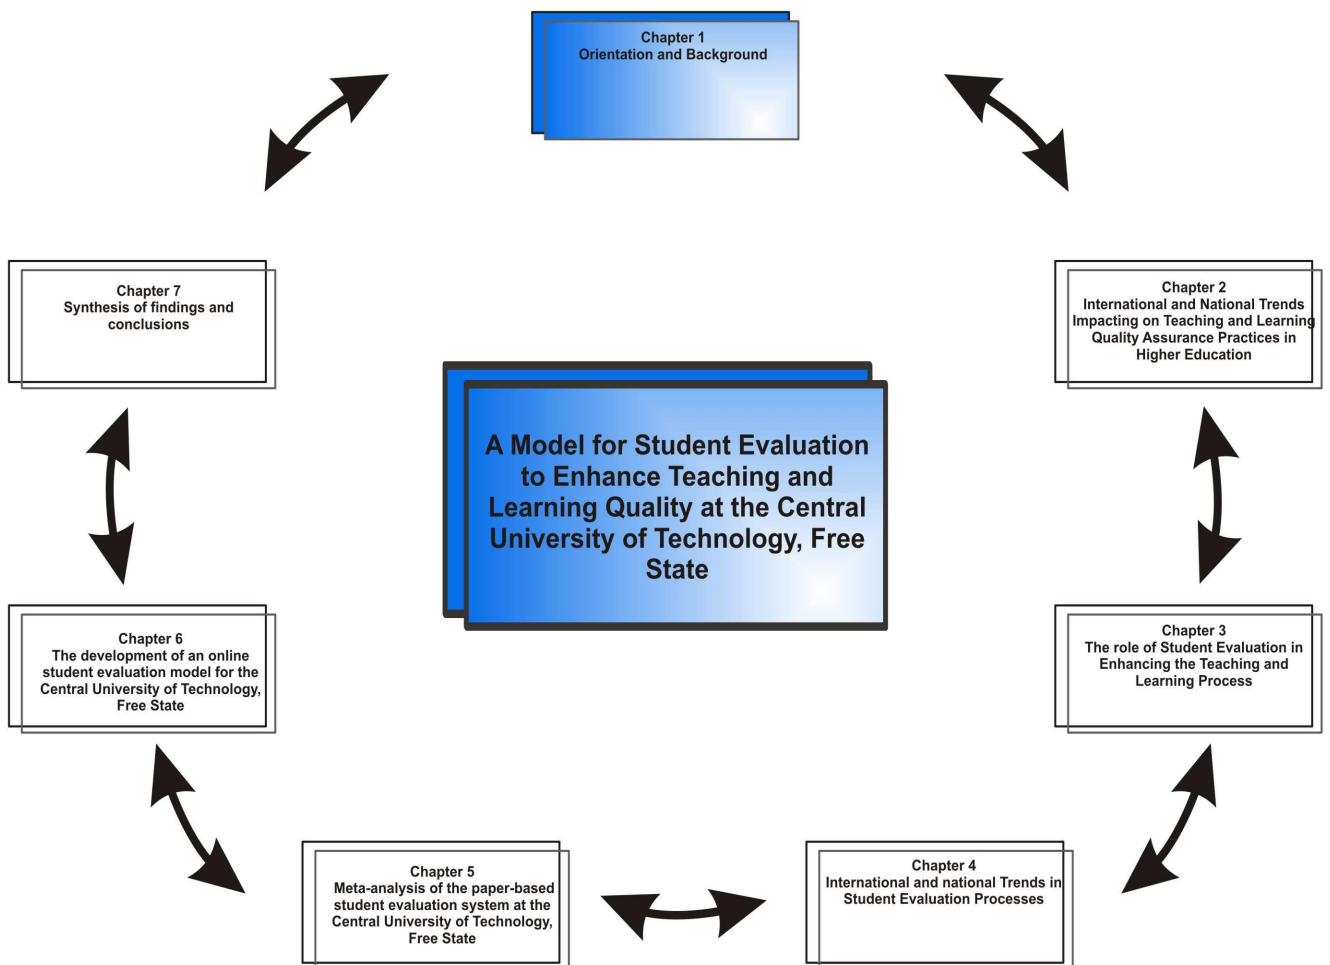 Chapter 1
Orientation and Background
Chapter 7
Synthesis of findings and
conclusions
Chapter 2
International and National Trends
Impacting on Teaching and Learning
Quality Assurance Practices in
Higher Education
A Model for Student Evaluation
to Enhance Teaching and
Learning Quality at the Central
University of Technology, Free
State
Chapter 6
The development of an online
student evaluation model for the
Central University of Technology,
Free State
Chapter 3
The role of Student Evaluation in
Enhancing the Teaching and
Learning Process
Chapter 5
Meta-analysis of the paper-based
student evaluation system at the
Central University of Technology,
Free State
Chapter 4
International and national Trends in
Student Evaluation Processes